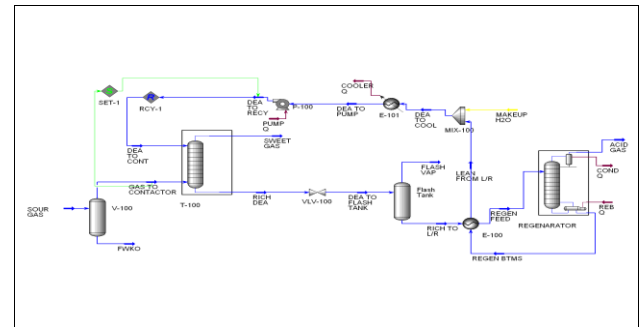 COOLER
Q
SET-1
RCY-1
DEA
TO
RECY
P-100
DEA TO
PUMP
E-101
DEA
TO
COOL
MIX-100
MAKEUP
H2O
PUMP
Q
SWEET
GAS
DEA
TO
CONT
GAS TO
CONTACTOR
T-100
RICH
DEA
VLV-100
DEA TO
FLASH
TANK
FLASH
VAP
Flash
Tank
LEAN
FROM L/R
ACID
GAS
COND
Q
REB
Q
REGEN
FEED
REGENARATOR
SOUR
GAS
V-100
FWKO
RICH TO
L/R
E-100
REGEN BTMS